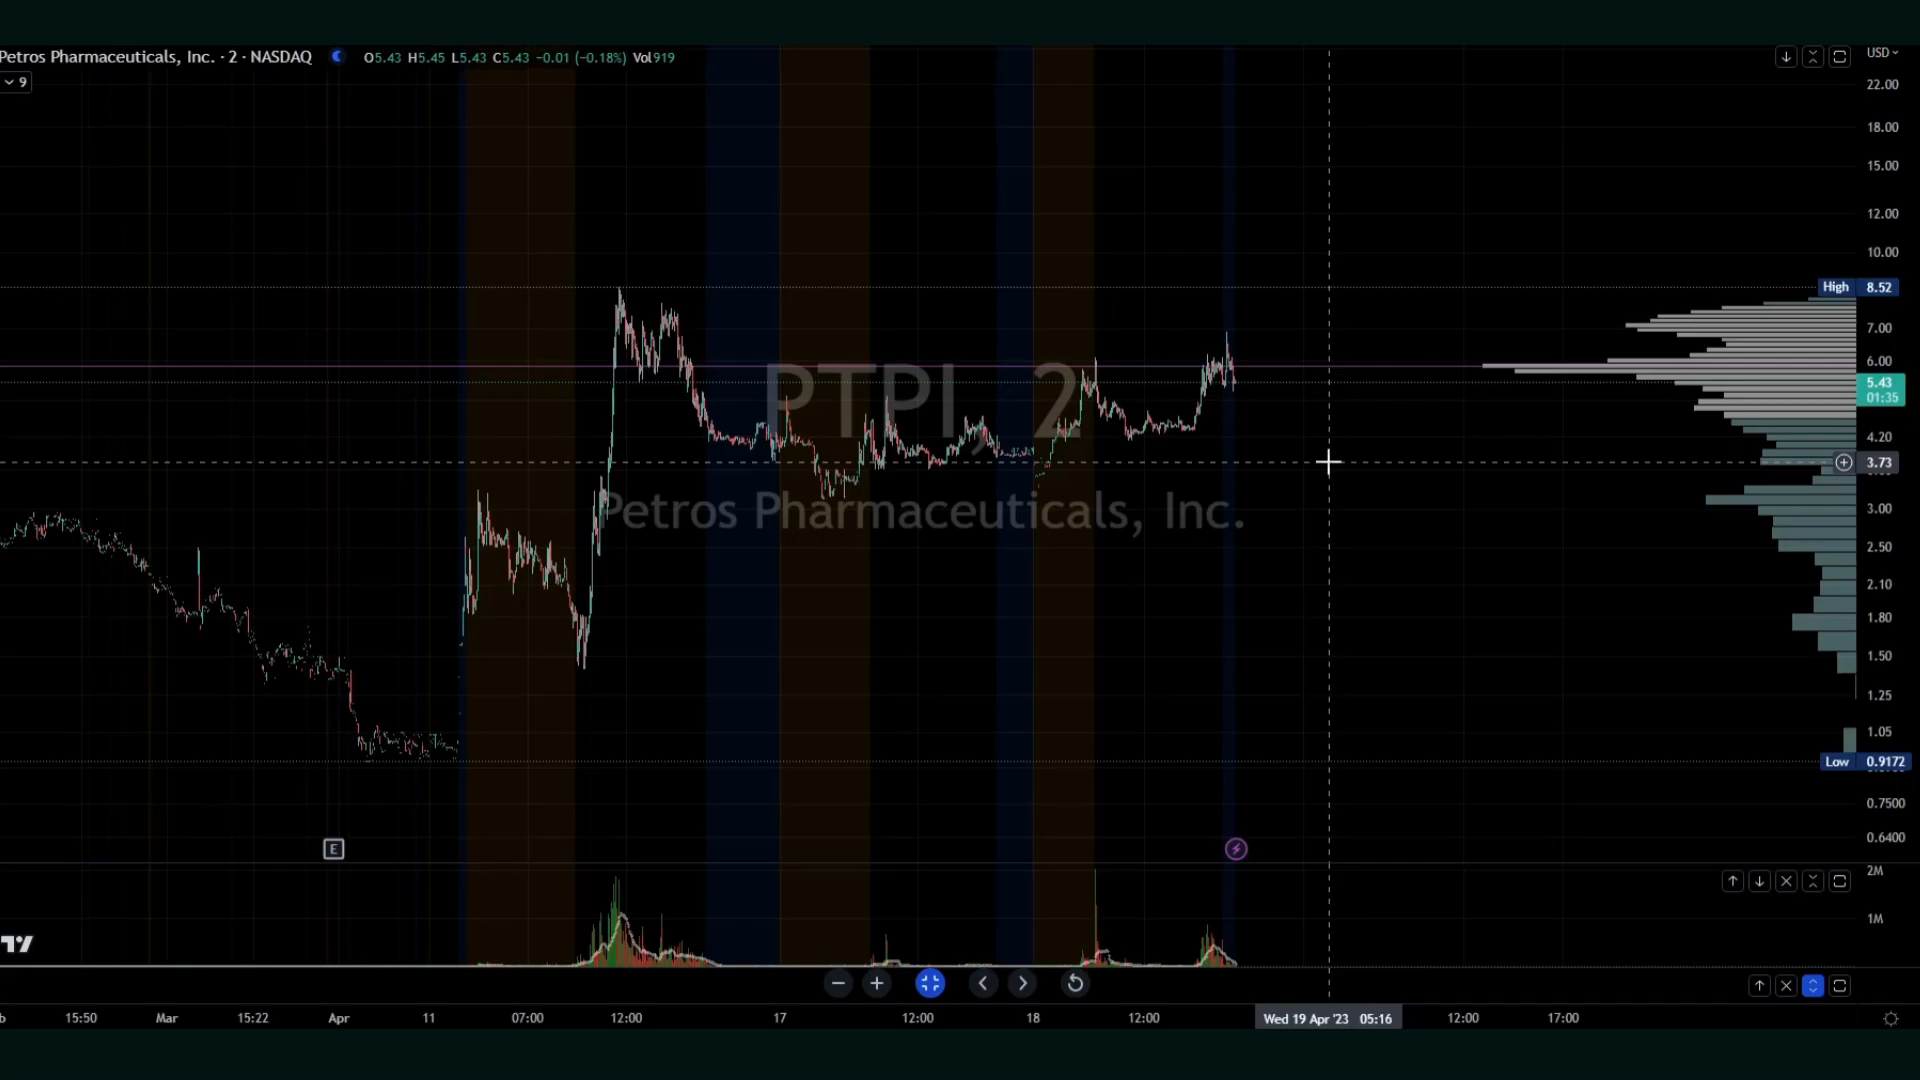 Petros Pharmaceuticals, Inc. · 2 · NASDAQ O5.43 H5.45 L5.43 C5.43 −0.01 (−0.18%) Vol919
USD
9
22.00
18.00
15.00
12.00
10.00
High 8.52
7.00
6.00
5.43
01:35
PTPI, 2
4.20
3.73
Petros Pharmaceuticals, Inc.
3.00
2.50
2.10
1.80
1.50
1.25
1.05
Low 0.9172
0.7500
0.6400
E
2M
1M
15:50 Mar 15:22 Apr 11 07:00 12:00 17 12:00 18 12:00 Wed 19 Apr '23 05:16 12:00 17:00